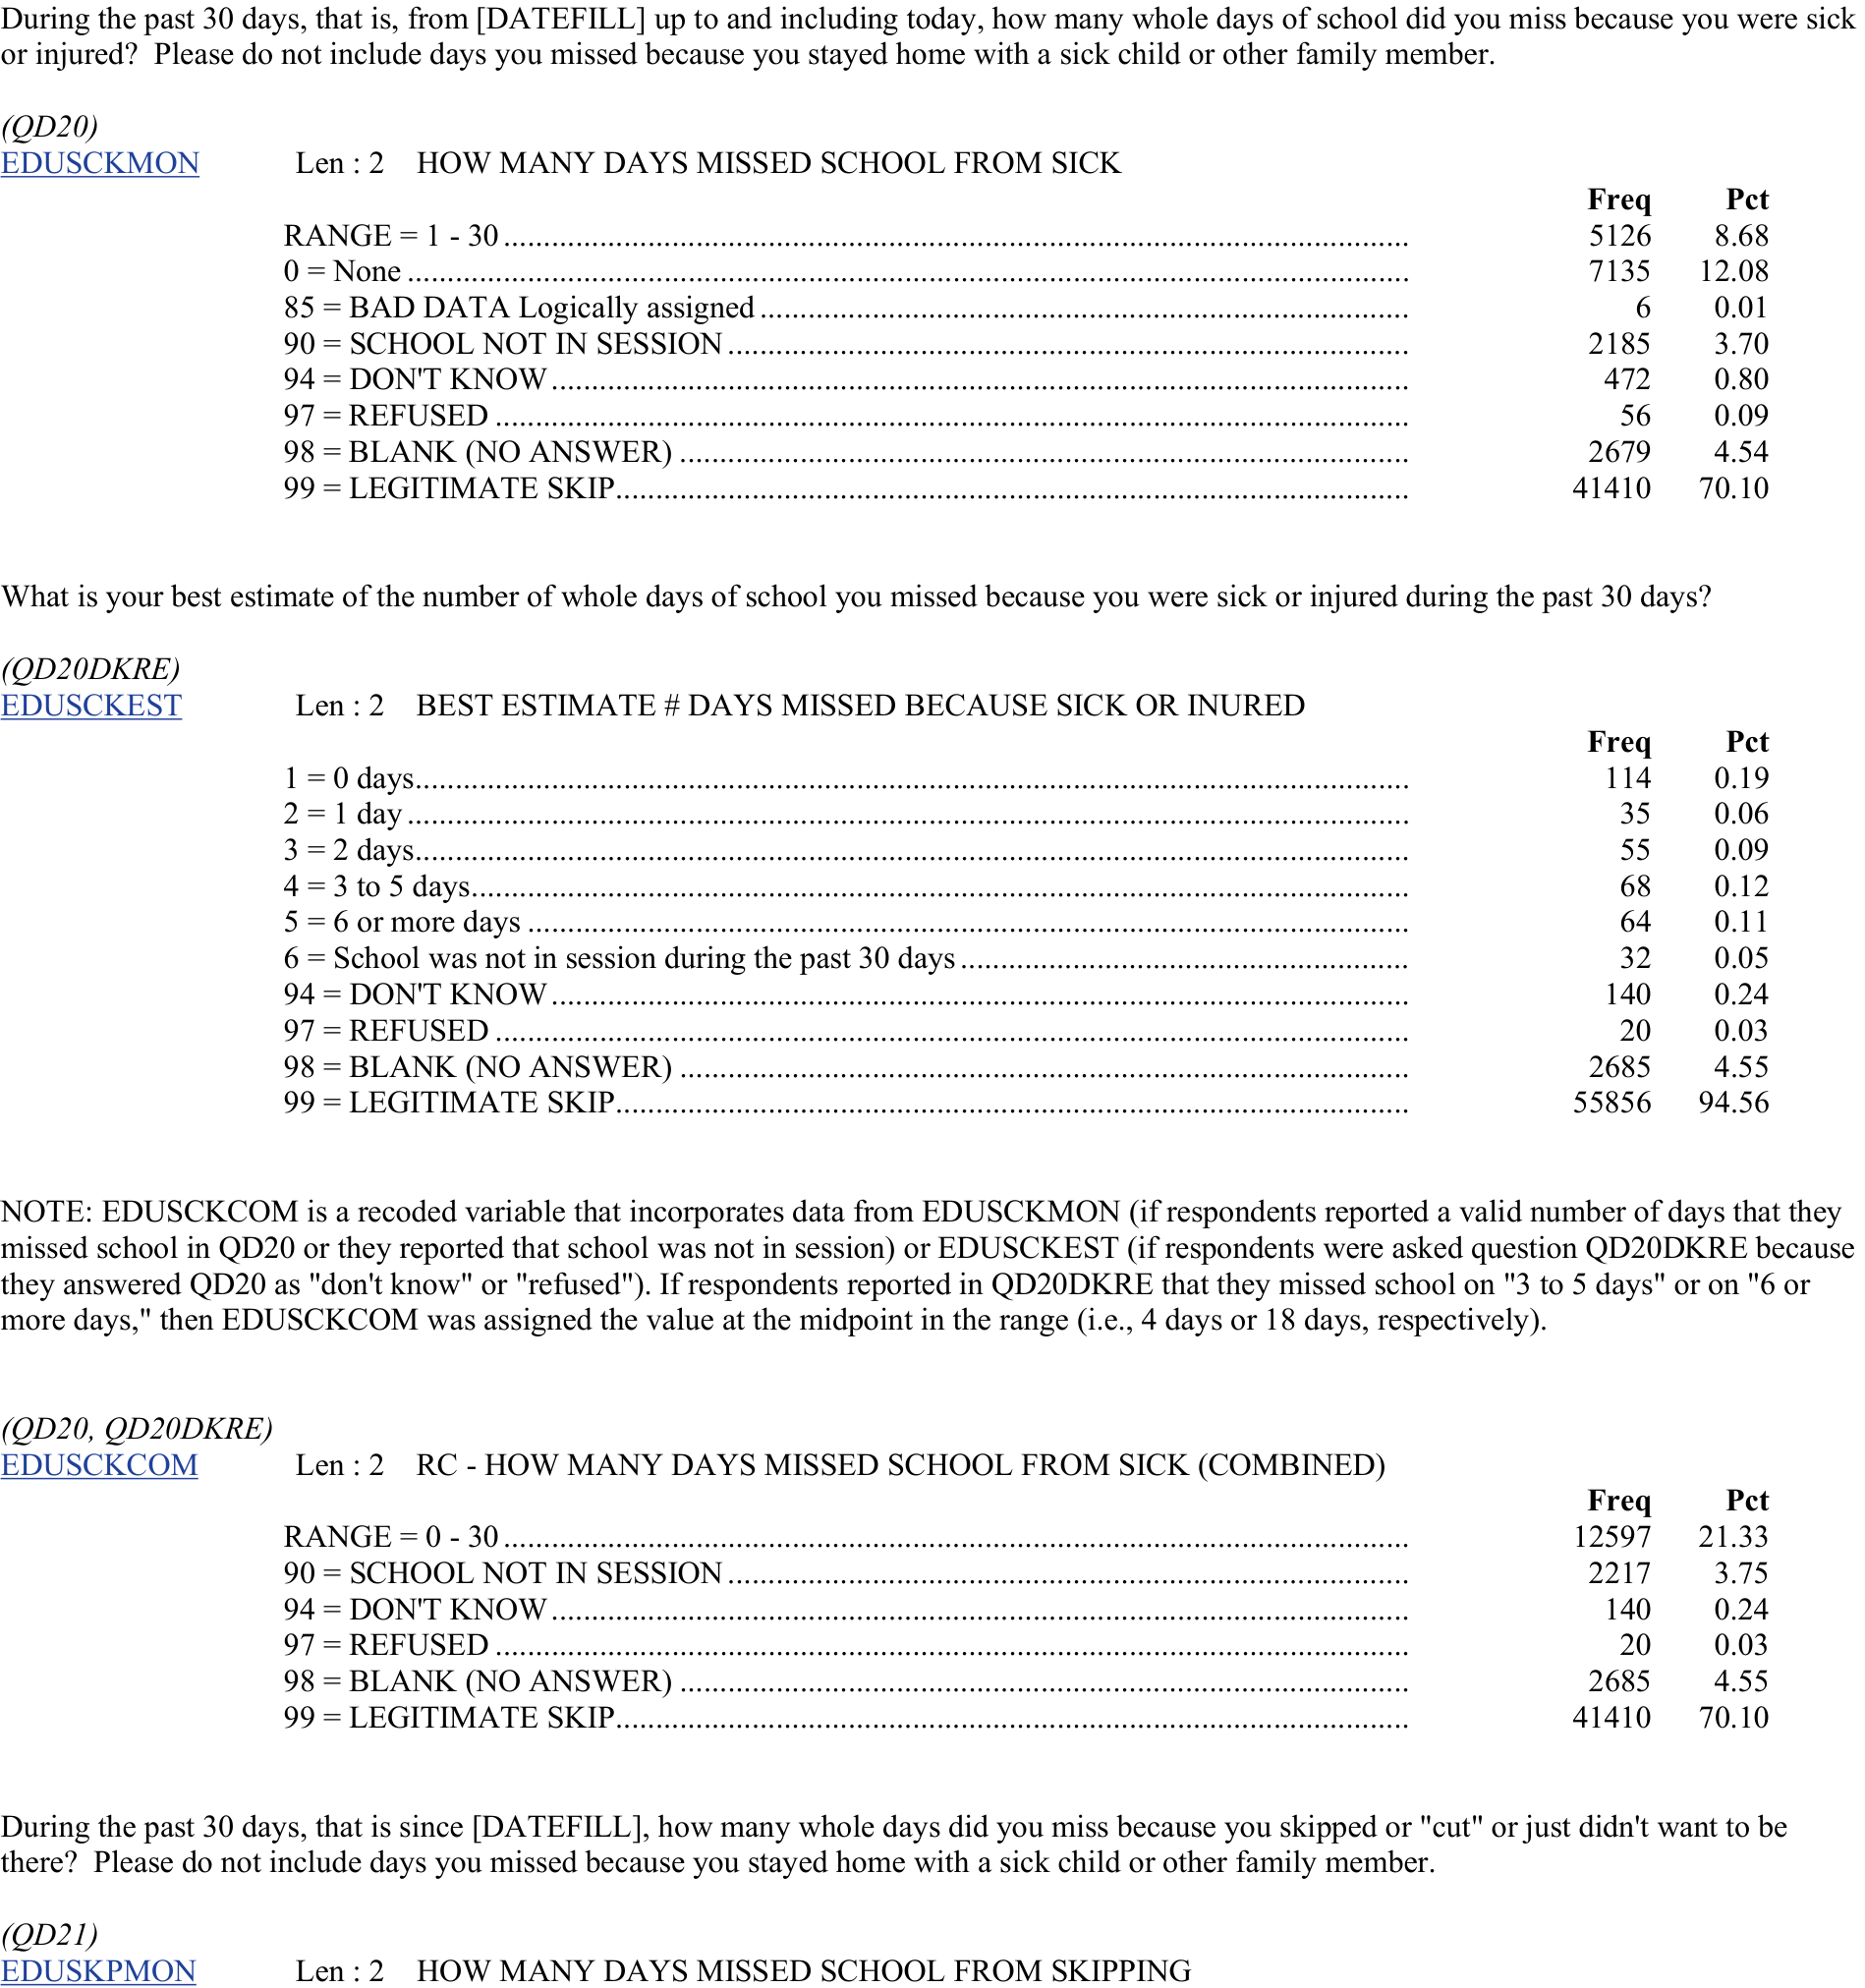 During the past 30 days, that is, from [DATEFILL] up to and including today, how many whole days of school did you miss because you were sick
or injured?  Please do not include days you missed because you stayed home with a sick child or other family member.
(QD20)
EDUSCKMON Len : 2 HOW MANY DAYS MISSED SCHOOL FROM SICK
Freq Pct
RANGE = 1 - 30 5126 8.68
0 = None 7135 12.08
85 = BAD DATA Logically assigned 6 0.01
90 = SCHOOL NOT IN SESSION 2185 3.70
94 = DON'T KNOW 472 0.80
97 = REFUSED 56 0.09
98 = BLANK (NO ANSWER) 2679 4.54
99 = LEGITIMATE SKIP 41410 70.10
What is your best estimate of the number of whole days of school you missed because you were sick or injured during the past 30 days?
(QD20DKRE)
EDUSCKEST Len : 2 BEST ESTIMATE # DAYS MISSED BECAUSE SICK OR INURED
Freq Pct
1 = 0 days 114 0.19
2 = 1 day 35 0.06
3 = 2 days 55 0.09
4 = 3 to 5 days 68 0.12
5 = 6 or more days 64 0.11
6 = School was not in session during the past 30 days 32 0.05
94 = DON'T KNOW 140 0.24
97 = REFUSED 20 0.03
98 = BLANK (NO ANSWER) 2685 4.55
99 = LEGITIMATE SKIP 55856 94.56
NOTE: EDUSCKCOM is a recoded variable that incorporates data from EDUSCKMON (if respondents reported a valid number of days that they
missed school in QD20 or they reported that school was not in session) or EDUSCKEST (if respondents were asked question QD20DKRE because
they answered QD20 as "don't know" or "refused"). If respondents reported in QD20DKRE that they missed school on "3 to 5 days" or on "6 or
more days," then EDUSCKCOM was assigned the value at the midpoint in the range (i.e., 4 days or 18 days, respectively).
(QD20, QD20DKRE)
EDUSCKCOM Len : 2 RC - HOW MANY DAYS MISSED SCHOOL FROM SICK (COMBINED)
Freq Pct
RANGE = 0 - 30 12597 21.33
90 = SCHOOL NOT IN SESSION 2217 3.75
94 = DON'T KNOW 140 0.24
97 = REFUSED 20 0.03
98 = BLANK (NO ANSWER) 2685 4.55
99 = LEGITIMATE SKIP 41410 70.10
During the past 30 days, that is since [DATEFILL], how many whole days did you miss because you skipped or "cut" or just didn't want to be
there?  Please do not include days you missed because you stayed home with a sick child or other family member.
(QD21)
EDUSKPMON Len : 2 HOW MANY DAYS MISSED SCHOOL FROM SKIPPING